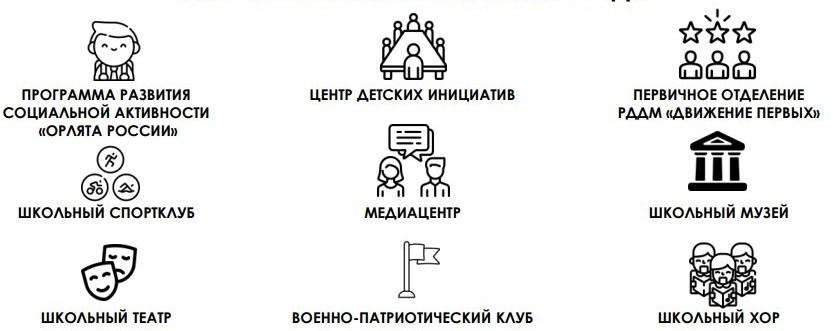 ПРОГРАММА РАЗВИТИЯ
СОЦИАЛЬНОЙ АКТИВНОСТИ
«ОРЛЯТА РОССИИ»
ЦЕНТР ДЕТСКИХ ИНИЦИАТИВ
ПЕРВИЧНОЕ ОТДЕЛЕНИЕ
РДДМ «ДВИЖЕНИЕ ПЕРВЫХ»
ШКОЛЬНЫЙ СПОРТКЛУБ
МЕДИАЦЕНТР
ШКОЛЬНЫЙ МУЗЕЙ
ШКОЛЬНЫЙ ТЕАТР
ВОЕННО-ПАТРИОТИЧЕСКИЙ КЛУБ
ШКОЛЬНЫЙ ХОР